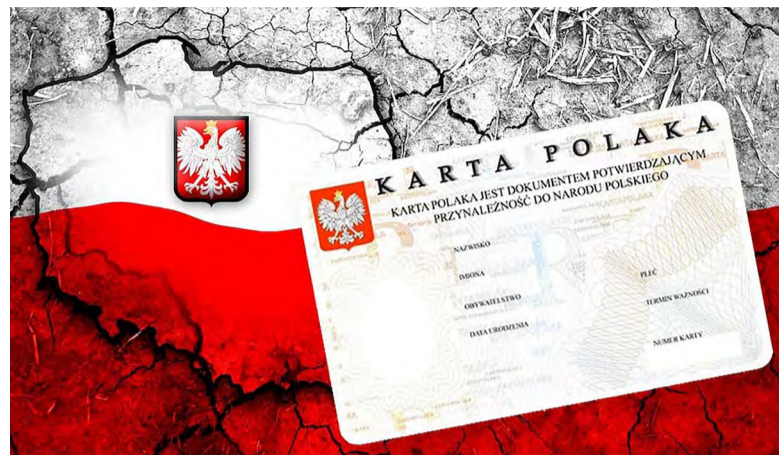 KARTA POLAKA
KARTA POLAKA JEST DOKUMENTEM POTWIERDZAJĄCYM
PRZYNALEŻNOŚĆ DO NARODU POLSKIEGO
NAZWISKO
IMIONA
OBYWATELSTWO
DATA URODZENIA
PŁEĆ
TERMIN WAŻNOŚCI
NUMER KARTY